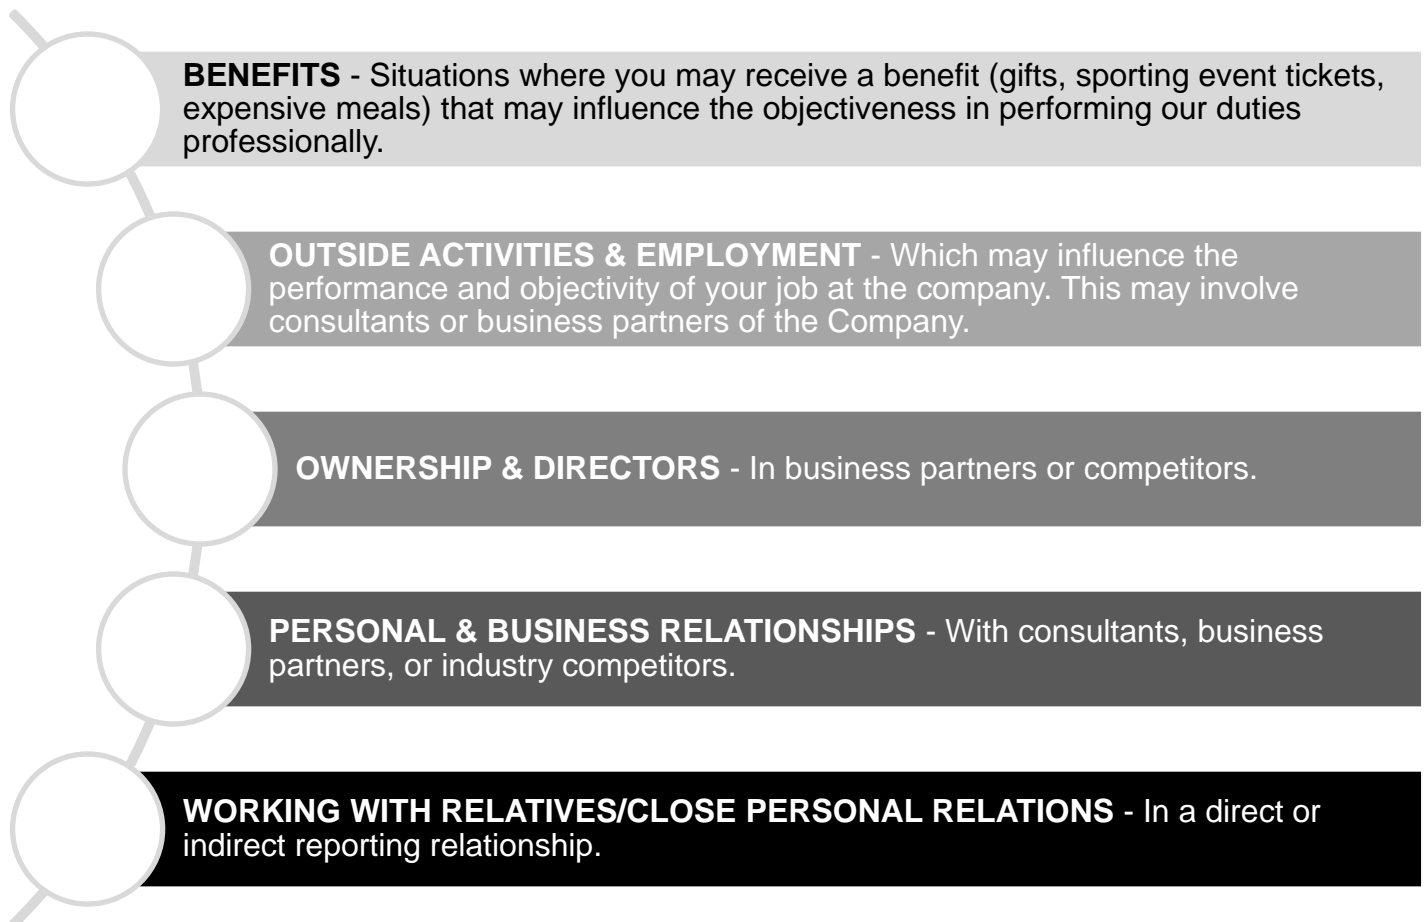 BENEFITS - Situations where you may receive a benefit (gifts, sporting event tickets,
expensive meals) that may influence the objectiveness in performing our duties
professionally.
OUTSIDE ACTIVITIES & EMPLOYMENT - Which may influence the
performance and objectivity of your job at the company. This may involve
consultants or business partners of the Company.
OWNERSHIP & DIRECTORS - In business partners or competitors.
PERSONAL & BUSINESS RELATIONSHIPS - With consultants, business
partners, or industry competitors.
WORKING WITH RELATIVES/CLOSE PERSONAL RELATIONS - In a direct or
indirect reporting relationship.